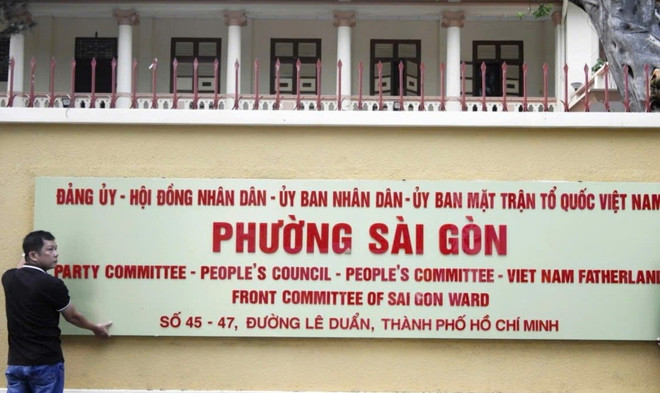 ĐẢNG ỦY - HỘI ĐỒNG NHÂN DÂN - ỦY BAN NHÂN DÂN - ỦY BAN MẶT TRẬN TỔ QUỐC VIỆT NAM
PHƯỜNG SÀI GÒN
PARTY COMMITTEE - PEOPLE'S COUNCIL - PEOPLE'S COMMITTEE - VIET NAM FATHERLAND
FRONT COMMITTEE OF SAI GON WARD
SỐ 45 - 47, ĐƯỜNG LÊ DUẨN, THÀNH PHỐ HỒ CHÍ MINH